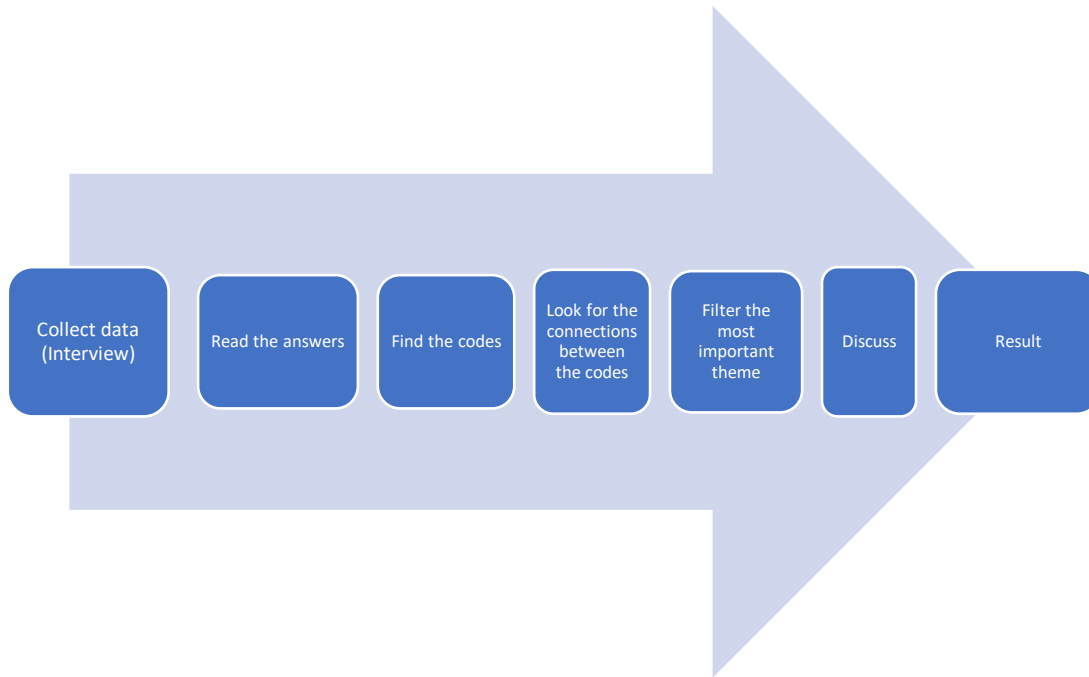 Collect data
(Interview)
Read the answers
Find the codes
Look for the
connections
between
the codes
Filter the
most
important
theme
Discuss
Result